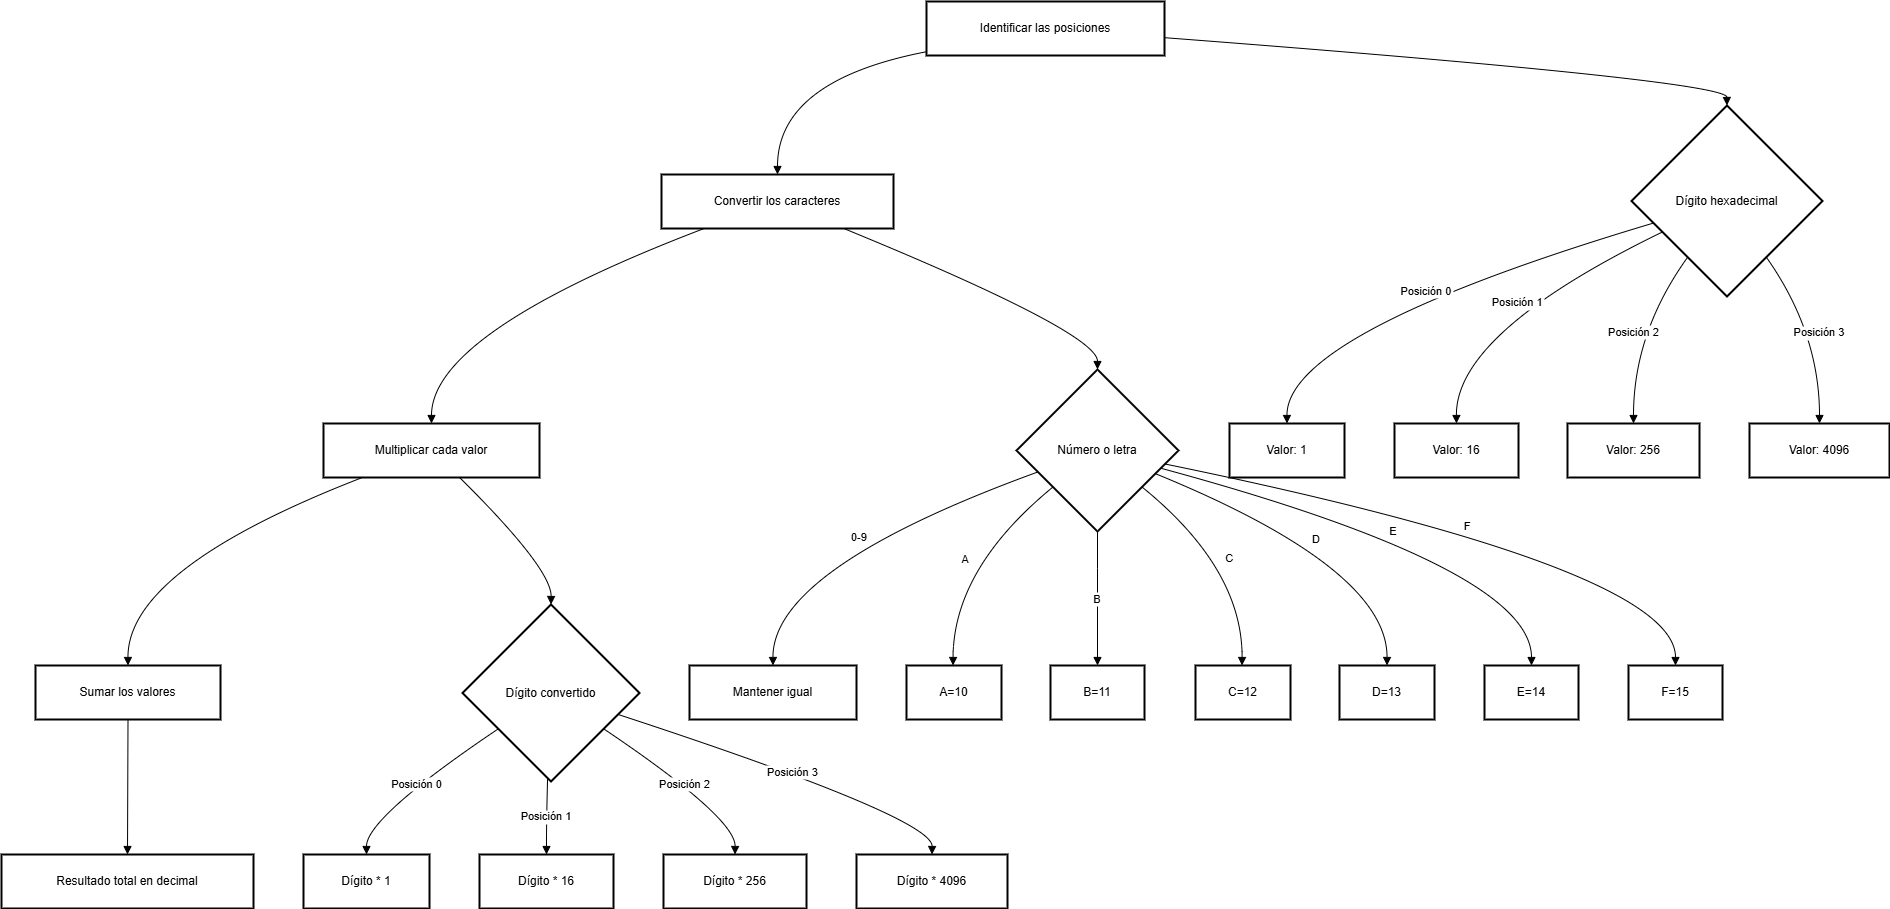 Identificar las posiciones
Convertir los caracteres
Dígito hexadecimal
Posición 0
Posición 1
Posición 2
Posición 3
Multiplicar cada valor
Número o letra
Valor: 1
Valor: 16
Valor: 256
Valor: 4096
0-9
A
B
C
D
E
F
Sumar los valores
Dígito convertido
Mantener igual
A=10
B=11
C=12
D=13
E=14
F=15
Posición 0
Posición 1
Posición 2
Posición 3
Resultado total en decimal
Dígito * 1
Dígito * 16
Dígito * 256
Dígito * 4096